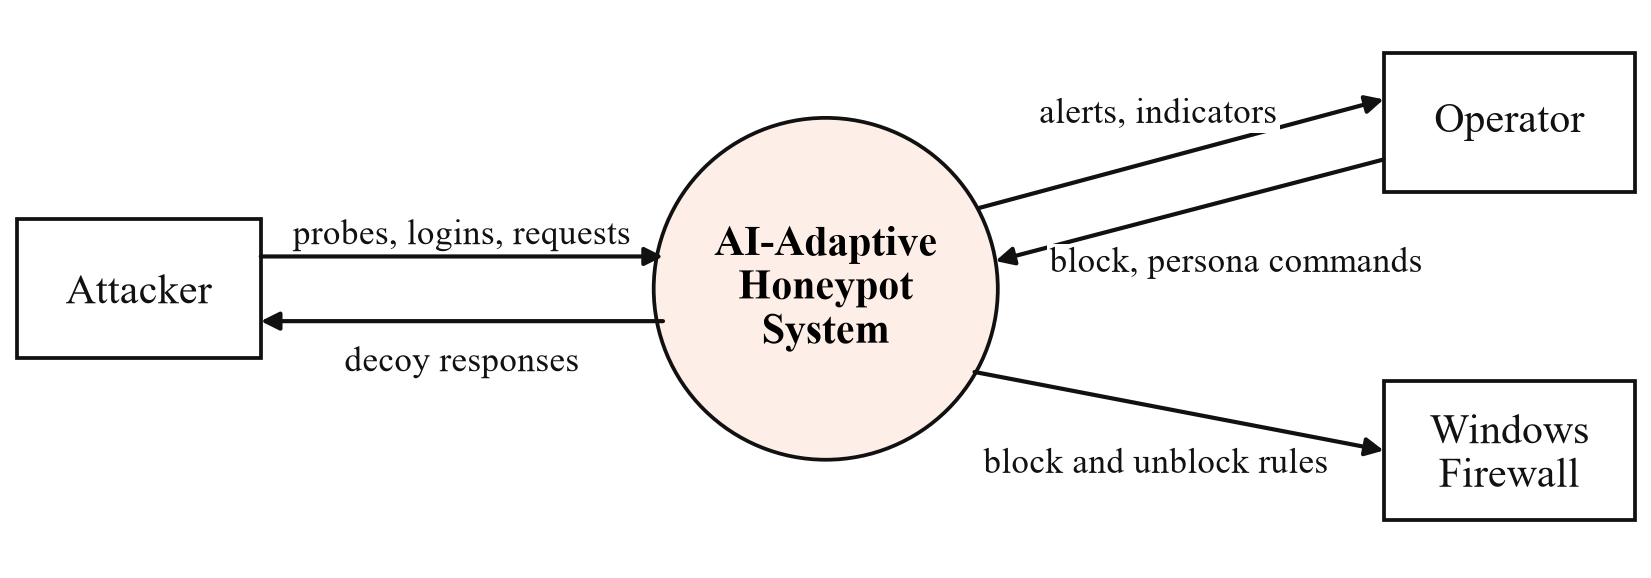 alerts, indicators
Operator
probes, logins, requests
AI-Adaptive
Honeypot
System
block, persona commands
Attacker
decoy responses
block and unblock rules
Windows
Firewall